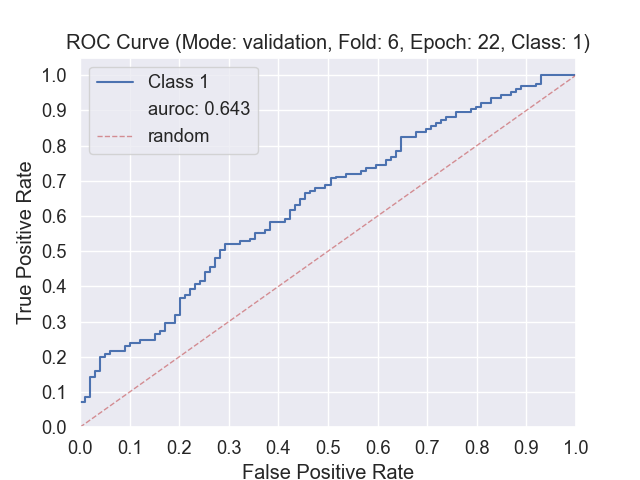 ROC Curve (Mode: validation, Fold: 6, Epoch: 22, Class: 1)
Class 1
auroc: 0.643
random
True Positive Rate
1.0
0.9
0.8
0.7
0.6
0.5
0.4
0.3
0.2
0.1
0.0
0.0 0.1 0.2 0.3 0.4 0.5 0.6 0.7 0.8 0.9 1.0
False Positive Rate